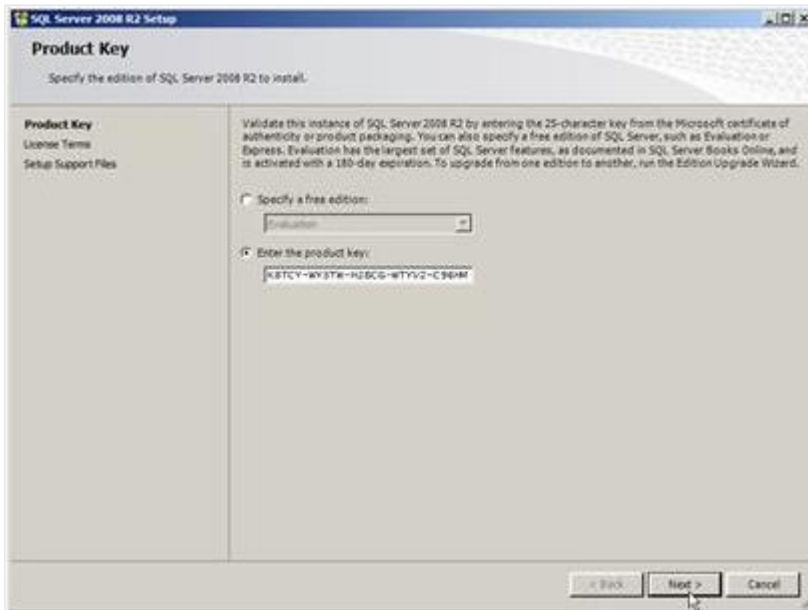 SQL Server 2008 R2 Setup
Product Key
Specify the edition of SQL Server 2008 R2 to install.
Product Key
License Terms
Setup Support Files
Validate this instance of SQL Server 2008 R2 by entering the 25-character key from the Microsoft certificate of
authenticity or product packaging. You can also specify a free edition of SQL Server, such as Evaluation or
Express. Evaluation has the largest set of SQL Server features, as documented in SQL Server Books Online, and
is activated with a 180-day expiration. To upgrade from one edition to another, run the Edition Upgrade Wizard.
Specify a free edition:
Evaluation
Enter the product key:
< Back
Next >
Cancel